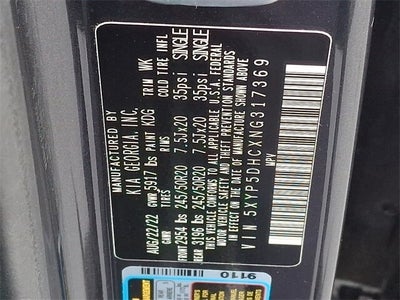 MANUFACTURED BY
KIA GEORGIA, INC. TRIM WK
AUG/22/22 PAINT KDG COLD TIRE INFL
GVWR 5917 lbs
GAWR
FRONT 2954 lbs 245/50R20 7.5Jx20 35psi SINGLE
REAR 3196 lbs 245/50R20 7.5Jx20 35psi SINGLE
THIS VEHICLE CONFORMS TO ALL APPLICABLE U.S.A FEDERAL
MOTOR VEHICLE SAFETY AND THEFT PREVENTION STANDARDS
IN EFFECT ON THE DATE OF MANUFACTURE SHOWN ABOVE.
VIN 5XYP5DHCXNG317369
MPV
9110